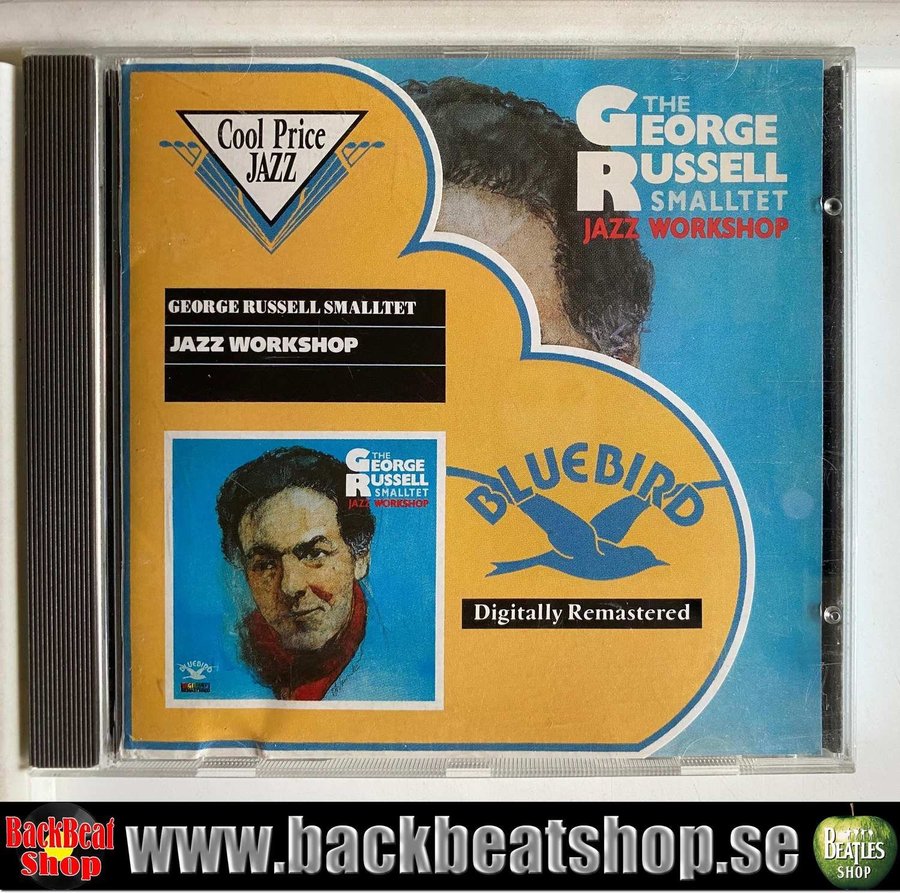 Cool Price
JAZZ
THE
GEORGE
RUSSELL
SMALLTET
JAZZ WORKSHOP
GEORGE RUSSELL SMALLTET
JAZZ WORKSHOP
THE
GEORGE
RUSSELL
SMALLTET
JAZZ WORKSHOP
BLUEBIRD
BLUEBIRD
Digitally Remastered
BackBeat
Shop
www.backbeatshop.se
BEATLES
SHOP